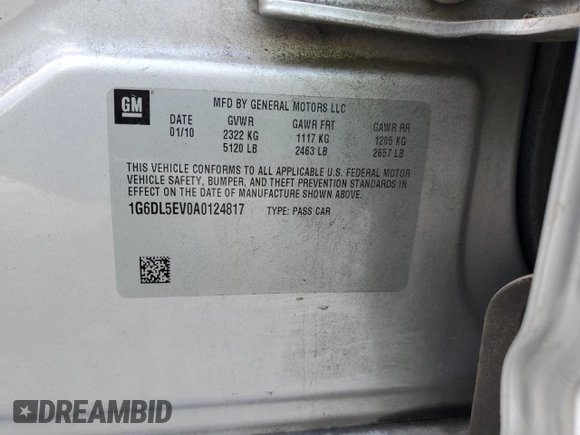 GM
MFD BY GENERAL MOTORS LLC
DATE GVWR GAWR FRT GAWR RR
01/10 2322 KG 1117 KG 1205 KG
5120 LB 2463 LB 2657 LB
THIS VEHICLE CONFORMS TO ALL APPLICABLE U.S. FEDERAL MOTOR
VEHICLE SAFETY, BUMPER, AND THEFT PREVENTION STANDARDS IN
EFFECT ON THE DATE OF MANUFACTURE SHOWN ABOVE.
1G6DL5EV0A0124817 TYPE: PASS CAR
DREAMBID